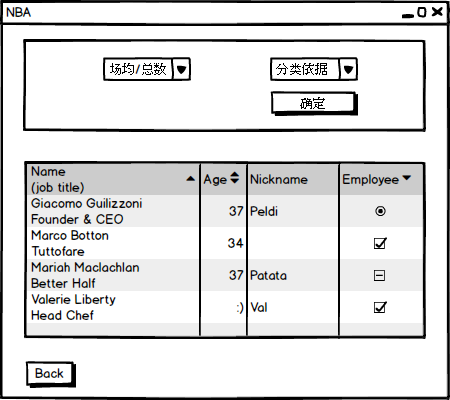 NBA
场均/总数
分类依据
确定
Name
(job title)
Age
Nickname
Employee
Giacomo Guilizzoni
Founder & CEO
37
Peldi
Marco Botton
Tuttofare
34
Mariah Maclachlan
Better Half
37
Patata
Valerie Liberty
Head Chef
:)
Val
Back